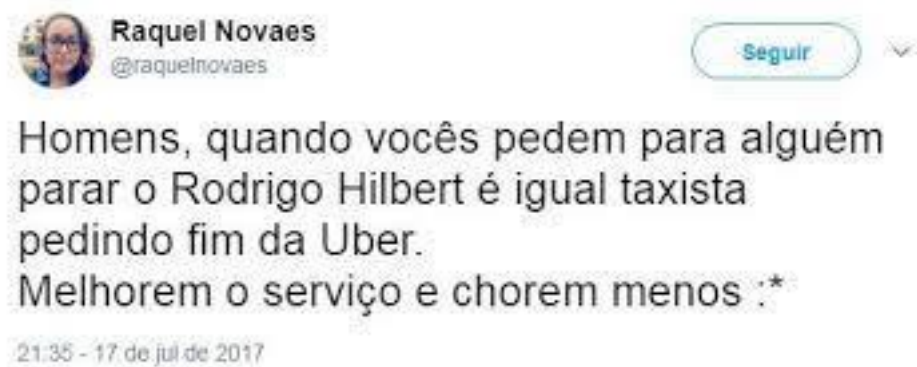 Raquel Novaes
@raquelnovaes
Seguir
Homens, quando vocês pedem para alguém
parar o Rodrigo Hilbert é igual taxista
pedindo fim da Uber.
Melhorem o serviço e chorem menos :*
21:35 - 17 de jul de 2017